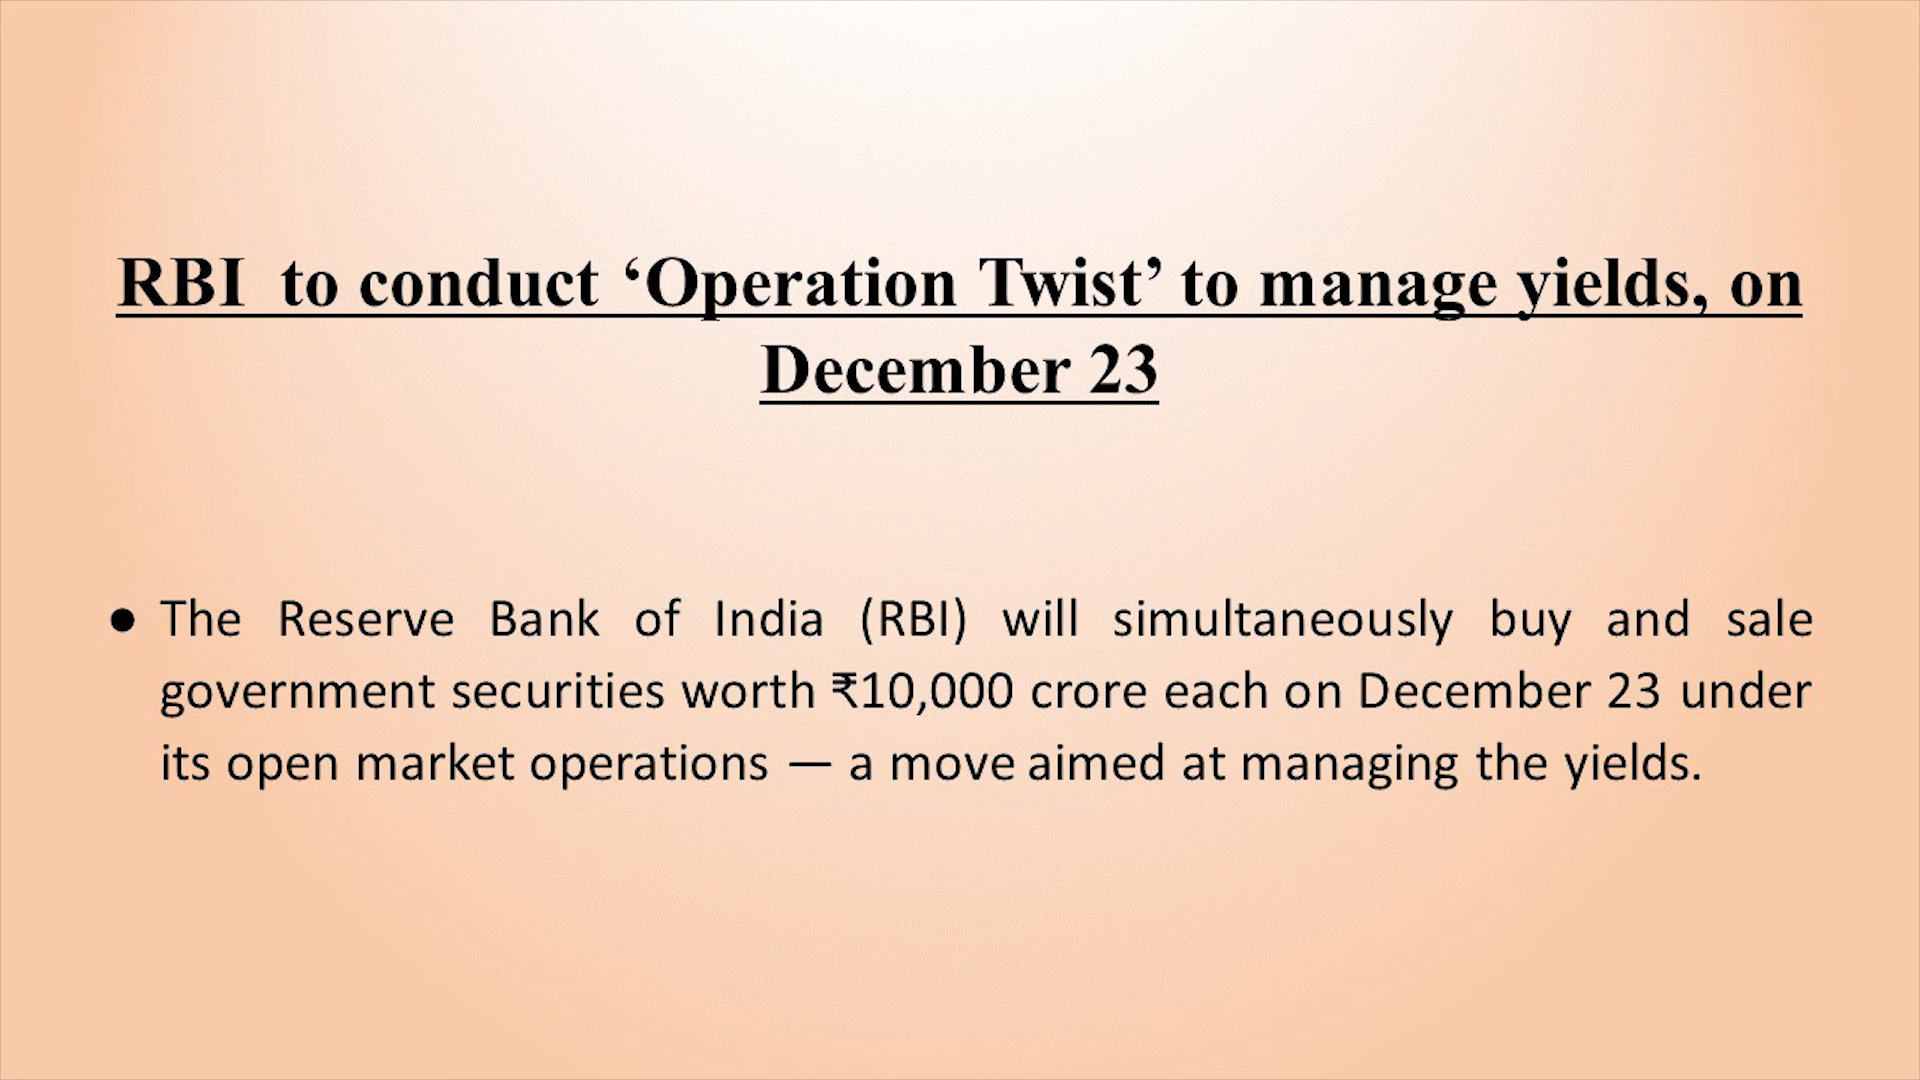 RBI  to conduct ‘Operation Twist’ to manage yields, on
December 23
● The Reserve Bank of India (RBI) will simultaneously buy and sale
government securities worth ₹10,000 crore each on December 23 under
its open market operations — a move aimed at managing the yields.